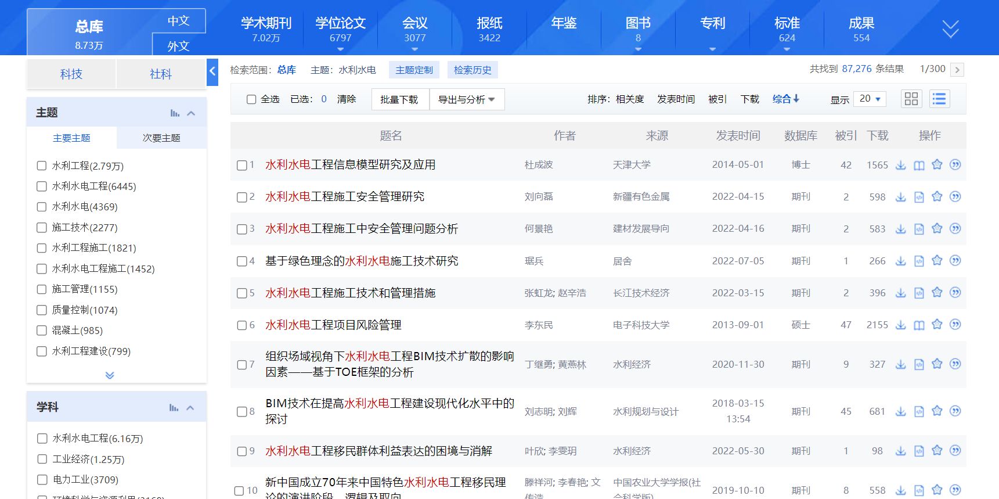 总库
8.73万
中文
外文
学术期刊
7.02万
学位论文
6797
会议
3077
报纸
3422
年鉴
图书
8
专利
标准
624
成果
554
科技 社科
检索范围：总库 主题：水利水电 主题定制 检索历史 共找到 87,276 条结果 1/300
全选 已选：0 清除 批量下载 导出与分析 排序：相关度 发表时间 被引 下载 综合 显示 20
主题
主要主题 次要主题
水利工程(2.79万)
水利水电工程(6445)
水利水电(4369)
施工技术(2277)
水利工程施工(1821)
水利水电工程施工(1452)
施工管理(1155)
质量控制(1074)
混凝土(985)
水利工程建设(799)
学科
水利水电工程(6.16万)
工业经济(1.25万)
电力工业(3709)
环境科学与资源利用(3160)
题名 作者 来源 发表时间 数据库 被引 下载 操作
1 水利水电工程信息模型研究及应用 杜成波 天津大学 2014-05-01 博士 42 1565
2 水利水电工程施工安全管理研究 刘向磊 新疆有色金属 2022-04-15 期刊 2 598
3 水利水电工程施工中安全管理问题分析 何景艳 建材发展导向 2022-04-16 期刊 2 583
4 基于绿色理念的水利水电施工技术研究 琚兵 居舍 2022-07-05 期刊 1 266
5 水利水电工程施工技术和管理措施 张虹龙; 赵辛浩 长江技术经济 2022-03-15 期刊 2 396
6 水利水电工程项目风险管理 李东民 电子科技大学 2013-09-01 硕士 47 2155
7 组织场域视角下水利水电工程BIM技术扩散的影响
因素——基于TOE框架的分析 丁继勇; 黄燕林 水利经济 2020-11-30 期刊 9 327
8 BIM技术在提高水利水电工程建设现代化水平中的
探讨 刘志明; 刘辉 水利规划与设计 2018-03-15
13:54 期刊 45 681
9 水利水电工程移民群体利益表达的困境与消解 叶欣; 李雯玥 水利经济 2022-05-30 期刊 1 98
10 新中国成立70年来中国特色水利水电工程移民理
论的演进阶段、逻辑及取向 滕祥河; 李春艳; 文
传浩 中国农业大学学报(社
会科学版) 2019-10-10 期刊 8 558